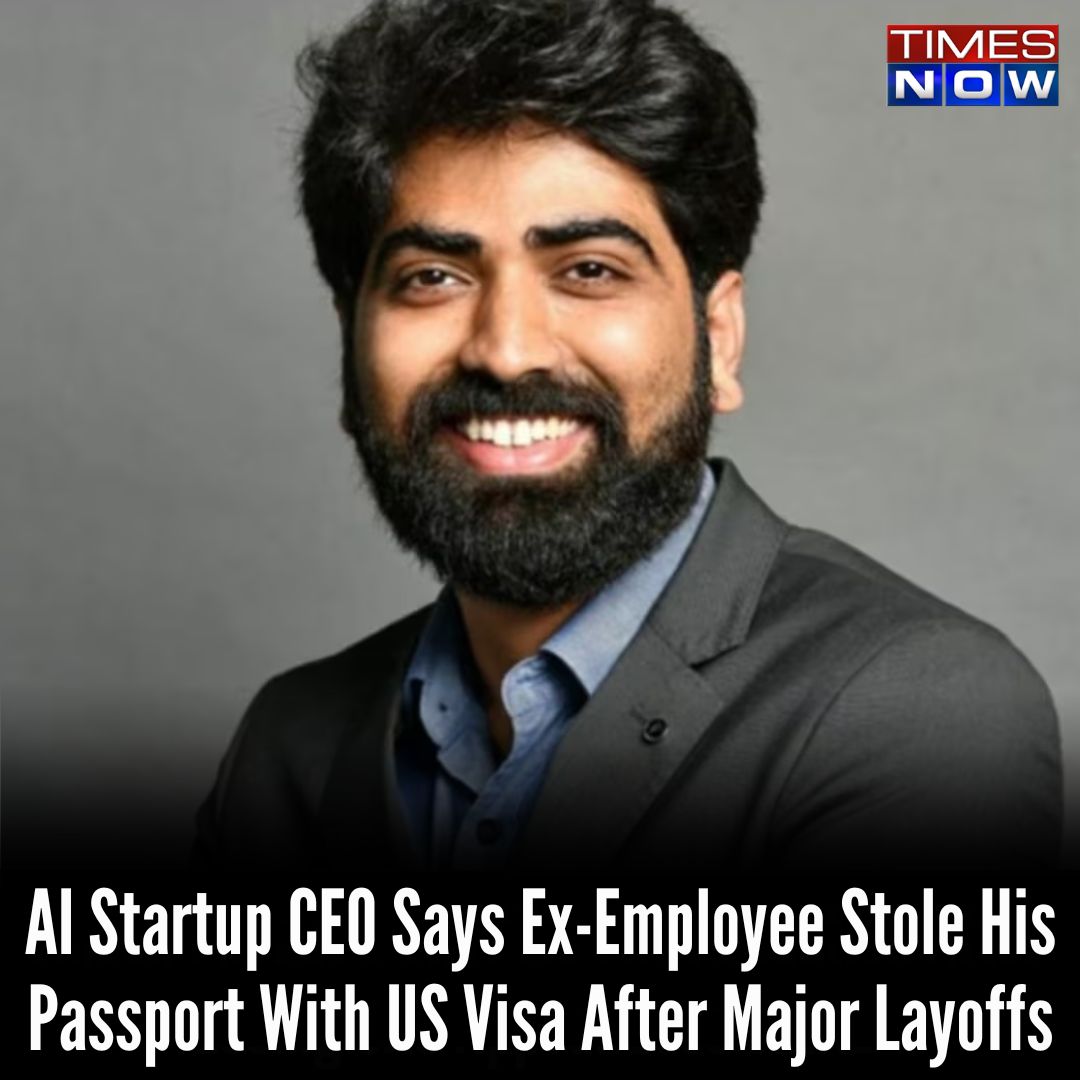 TIMES
NOW
AI Startup CEO Says Ex-Employee Stole His
Passport With US Visa After Major Layoffs